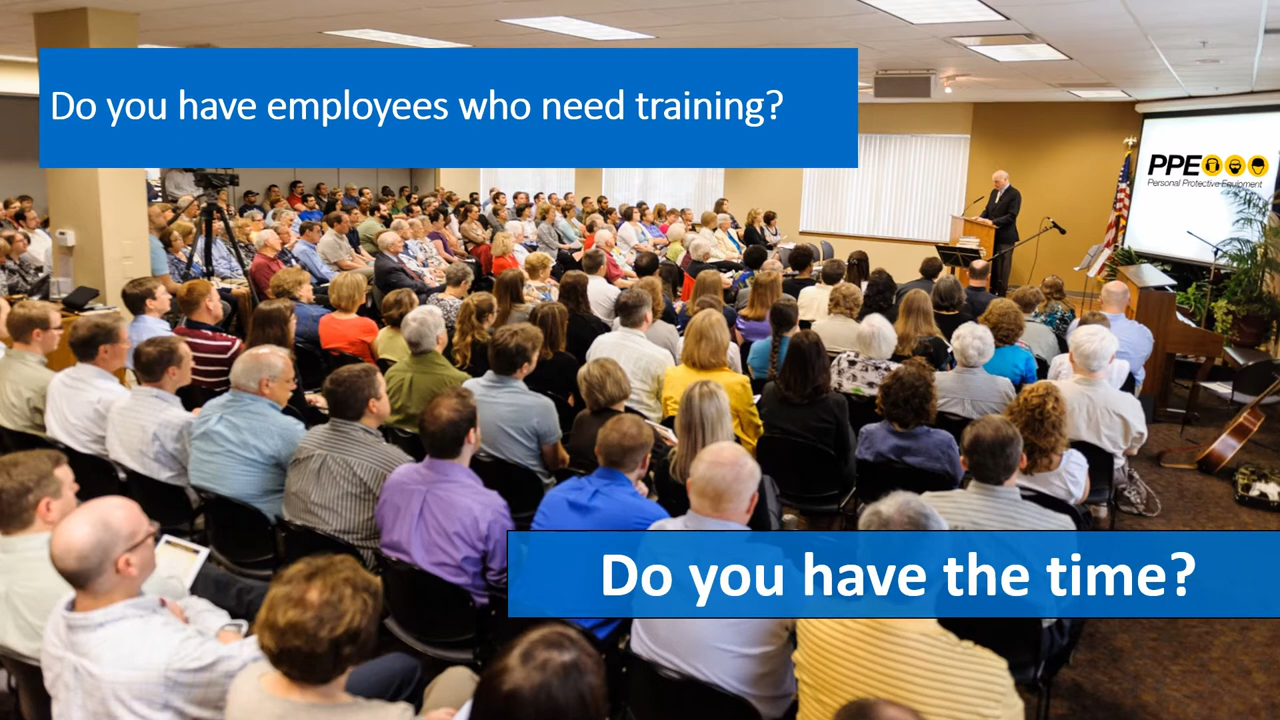 Do you have employees who need training?
PPE
Personal Protective Equipment
Do you have the time?